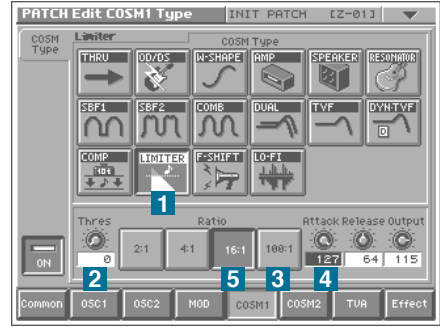 PATCH Edit COSM1 Type INIT PATCH [Z-01]
COSM Type
Limiter
COSM Type
THRU OD/DS W-SHAPE AMP SPEAKER RESONATOR
SBF1 SBF2 COMB DUAL TVF DYN-TVF
D
COMP LIMITER F-SHIFT LO-FI
10t
1
Thres Ratio Attack Release Output
2:1 4:1 16:1 100:1
ON 0 127 64 115
2 5 3 4
Common OSC1 OSC2 MOD COSM1 COSM2 TVA Effect